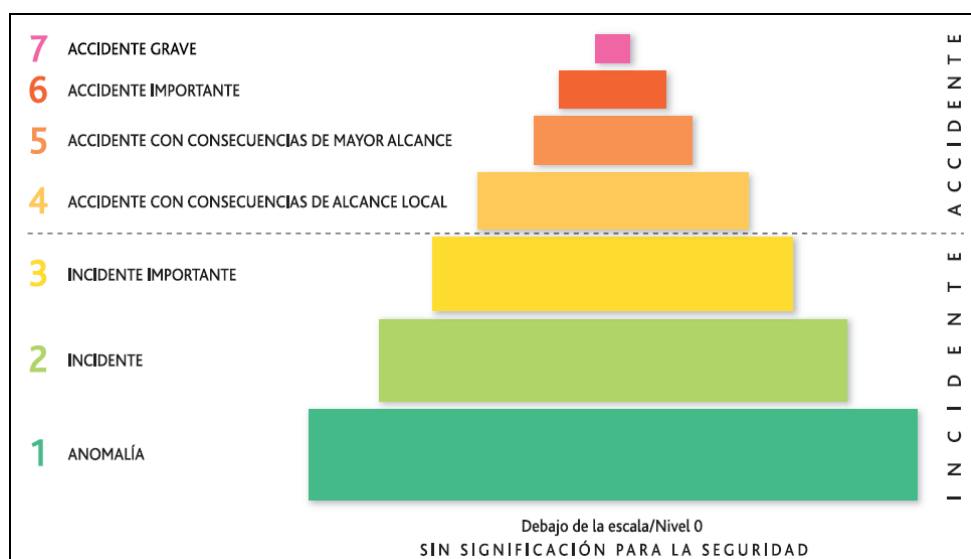 7 ACCIDENTE GRAVE
6 ACCIDENTE IMPORTANTE
5 ACCIDENTE CON CONSECUENCIAS DE MAYOR ALCANCE
4 ACCIDENTE CON CONSECUENCIAS DE ALCANCE LOCAL
3 INCIDENTE IMPORTANTE
2 INCIDENTE
1 ANOMALÍA
ACCIDENTE
INCIDENTE
Debajo de la escala/Nivel 0
SIN SIGNIFICACIÓN PARA LA SEGURIDAD